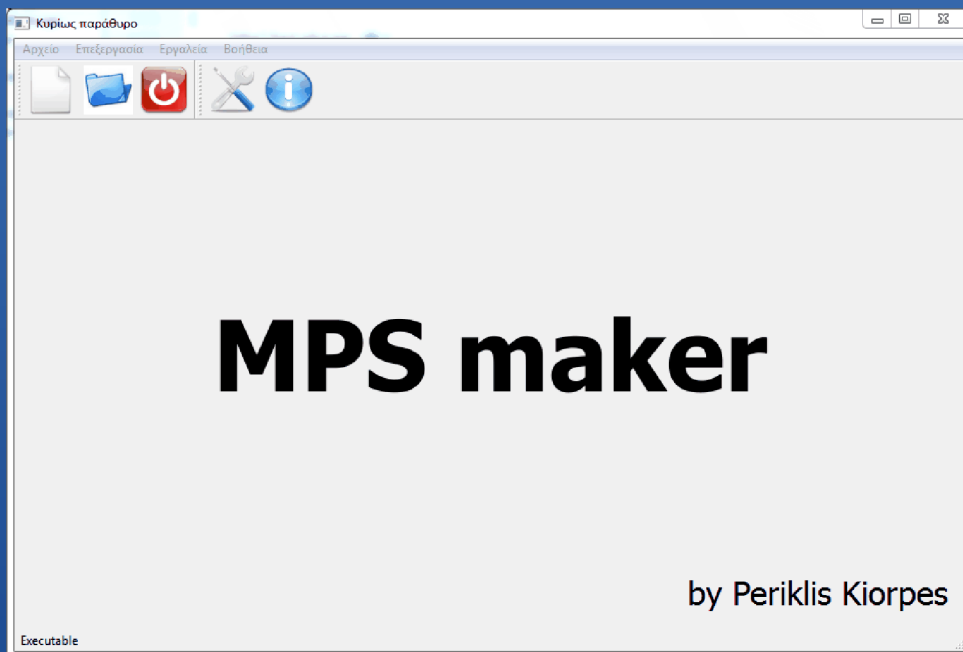 Κυρίως παράθυρο
Αρχείο Επεξεργασία Εργαλεία Βοήθεια
MPS maker
by Periklis Kiorpes
Executable